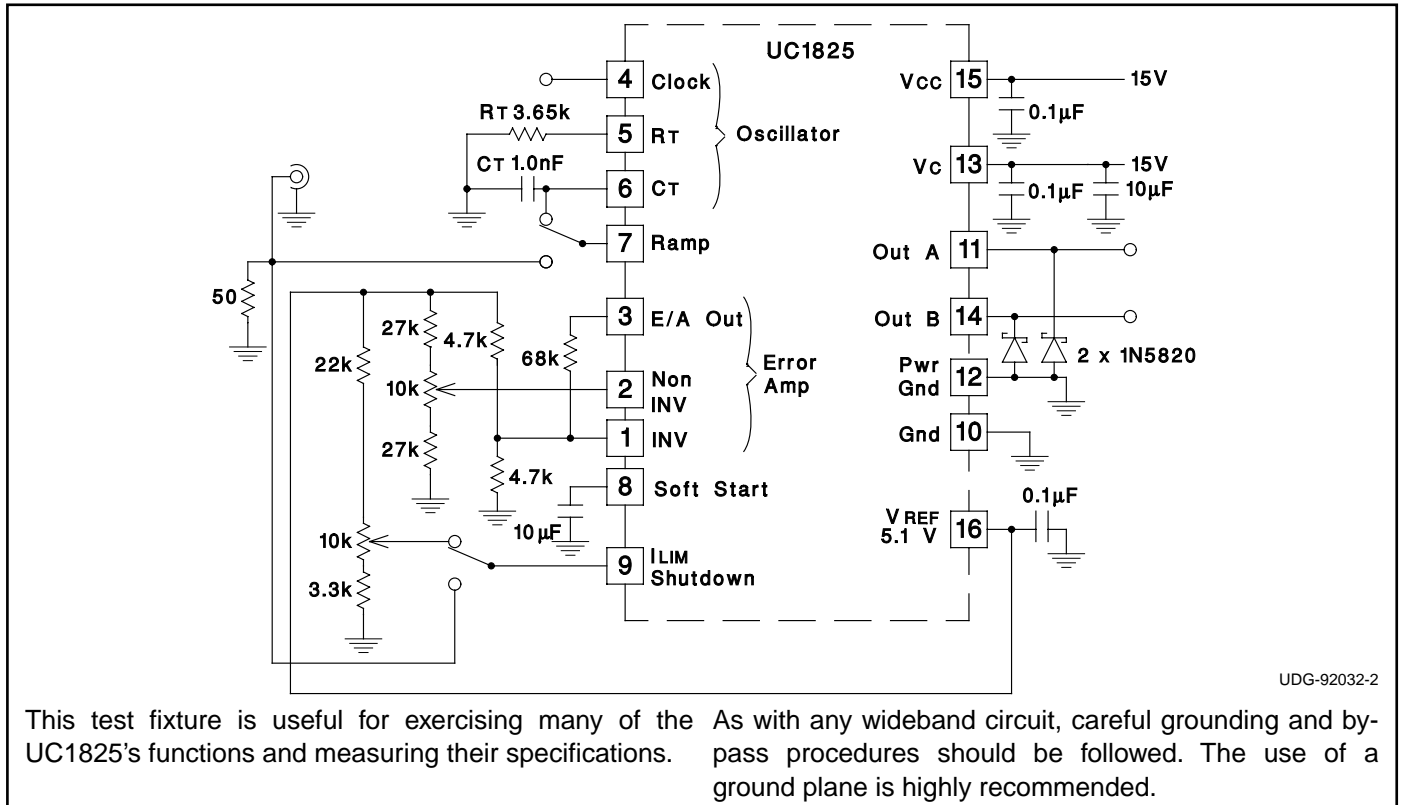 UC1825
4 Clock
RT 3.65k
5 RT
Oscillator
CT 1.0nF
6 CT
7 Ramp
50
3 E/A Out
27k
4.7k
22k
68k
Error
Amp
10k
2 Non
INV
27k
1 INV
4.7k
8 Soft Start
10µF
10k
9 ILIM
Shutdown
3.3k
Vcc 15 15V
0.1µF
Vc 13 15V
0.1µF 10µF
Out A 11
Out B 14
2 x 1N5820
Pwr
Gnd 12
Gnd 10
0.1µF
VREF
5.1 V 16
UDG-92032-2
This test fixture is useful for exercising many of the
UC1825's functions and measuring their specifications.
As with any wideband circuit, careful grounding and by-
pass procedures should be followed. The use of a
ground plane is highly recommended.